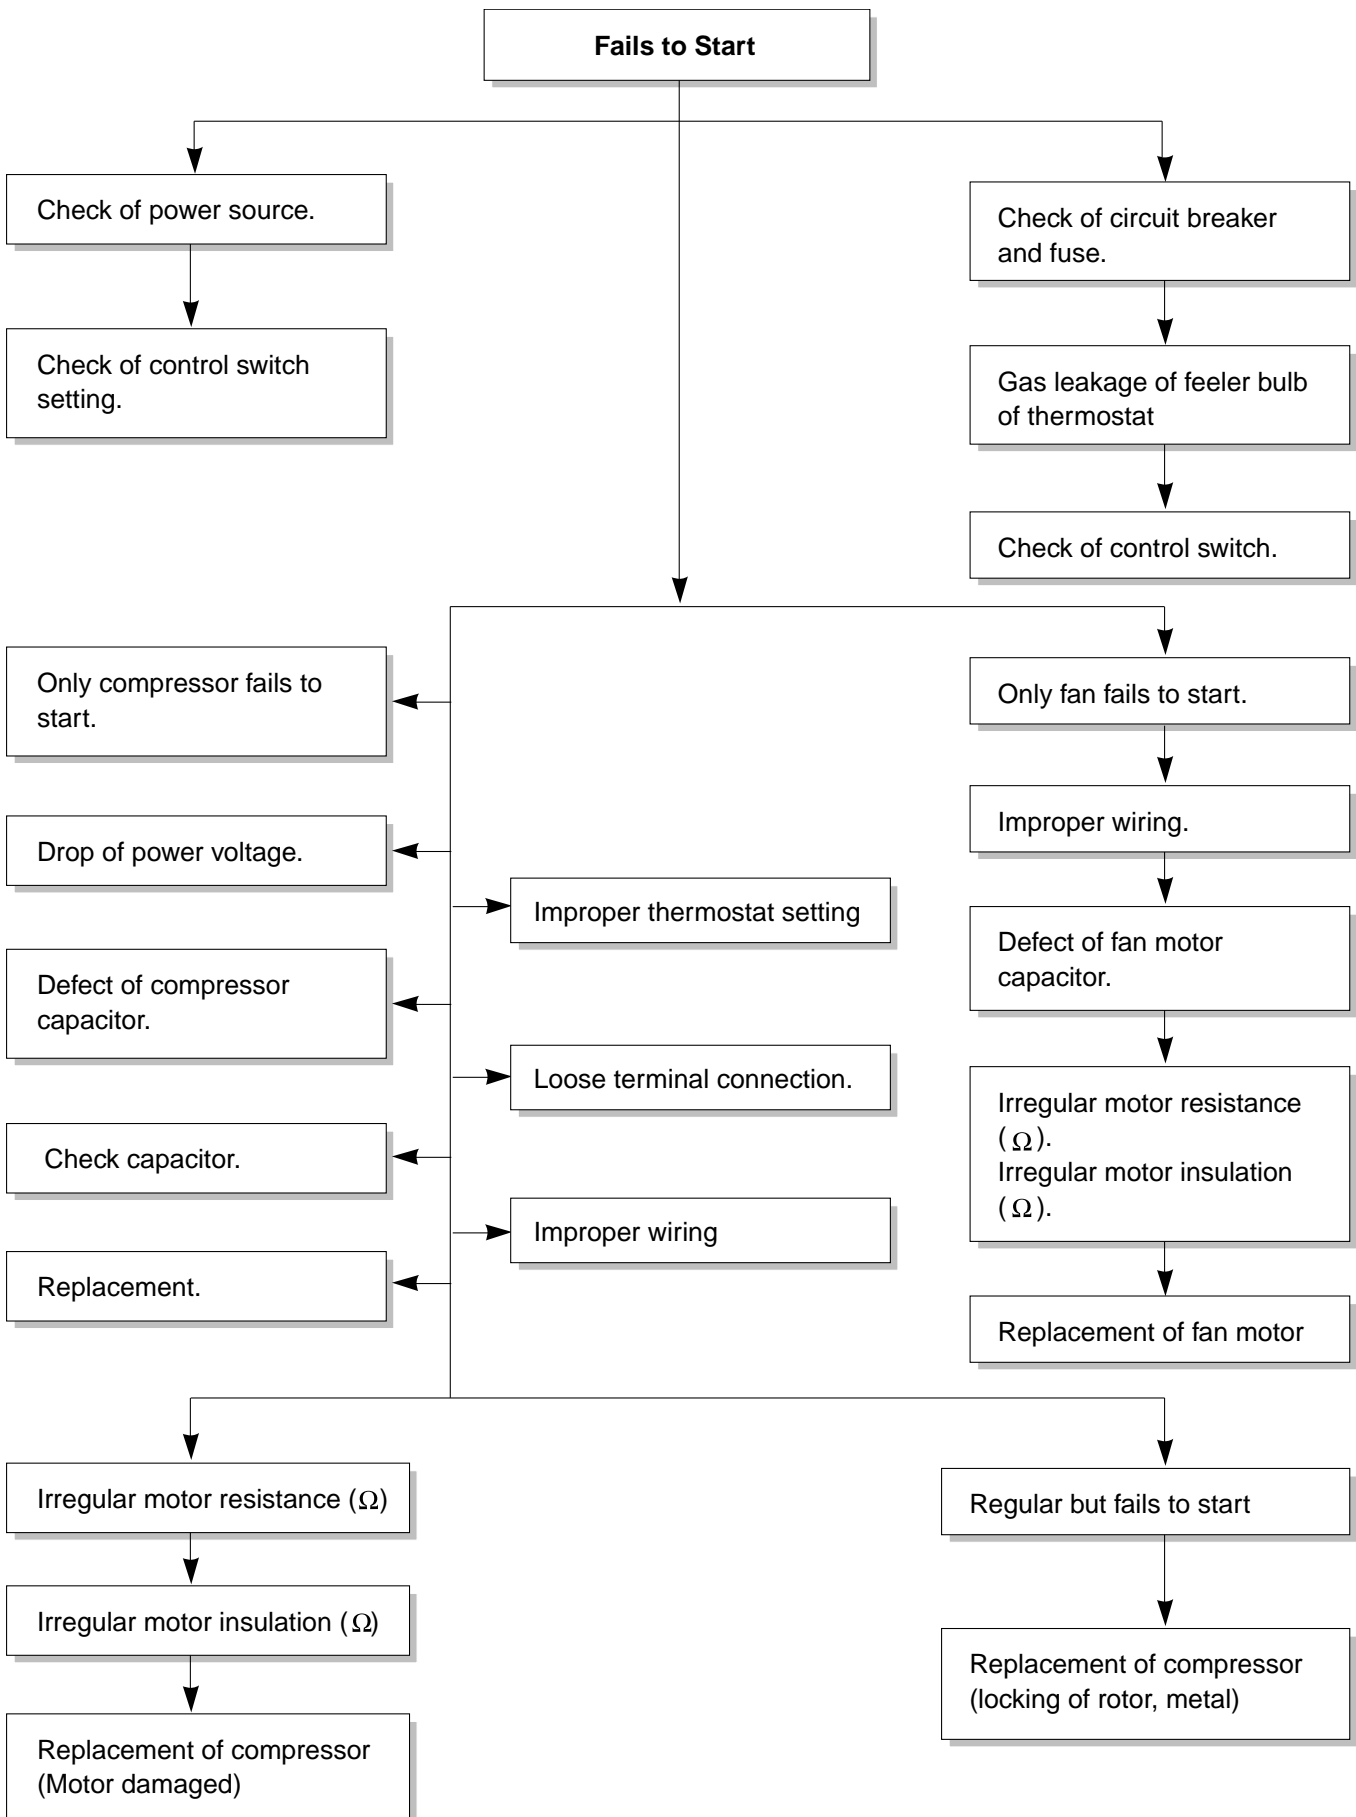 Fails to Start
Check of power source.
Check of circuit breaker
and fuse.
Check of control switch
setting.
Gas leakage of feeler bulb
of thermostat
Check of control switch.
Only compressor fails to
start.
Only fan fails to start.
Drop of power voltage.
Improper wiring.
Improper thermostat setting
Defect of fan motor
capacitor.
Defect of compressor
capacitor.
Loose terminal connection.
Irregular motor resistance
(Ω).
Irregular motor insulation
(Ω).
Check capacitor.
Improper wiring
Replacement.
Replacement of fan motor
Irregular motor resistance (Ω)
Regular but fails to start
Irregular motor insulation (Ω)
Replacement of compressor
(locking of rotor, metal)
Replacement of compressor
(Motor damaged)